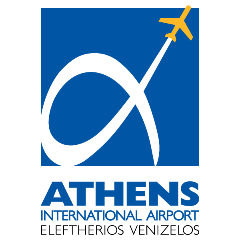 ATHENS
INTERNATIONAL AIRPORT
ELEFTHERIOS VENIZELOS